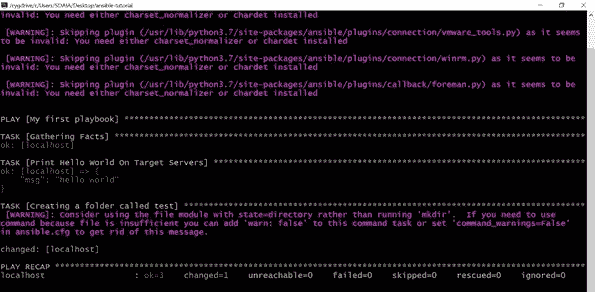 /cygdrive/c/Users/SDAHA/Desktop/ansible-tutorial
invalid: You need either charset_normalizer or chardet installed
[WARNING]: Skipping plugin (/usr/lib/python3.7/site-packages/ansible/plugins/connection/vmware_tools.py) as it seems
to be invalid: You need either charset_normalizer or chardet installed
[WARNING]: Skipping plugin (/usr/lib/python3.7/site-packages/ansible/plugins/connection/winrm.py) as it seems to be
invalid: You need either charset_normalizer or chardet installed
[WARNING]: Skipping plugin (/usr/lib/python3.7/site-packages/ansible/plugins/callback/foreman.py) as it seems to be
invalid: You need either charset_normalizer or chardet installed
PLAY [My first playbook] ************************************************************************************
TASK [Gathering Facts] **************************************************************************************
ok: [localhost]
TASK [Print Hello World On Target Servers] ******************************************************************
ok: [localhost] => {
"msg": "hello world"
}
TASK [Creating a folder called test] ************************************************************************
[WARNING]: Consider using the file module with state=directory rather than running 'mkdir'. If you need to use
command because file is insufficient you can add 'warn: false' to this command task or set 'command_warnings=False'
in ansible.cfg to get rid of this message.
changed: [localhost]
PLAY RECAP **************************************************************************************************
localhost : ok=3 changed=1 unreachable=0 failed=0 skipped=0 rescued=0 ignored=0